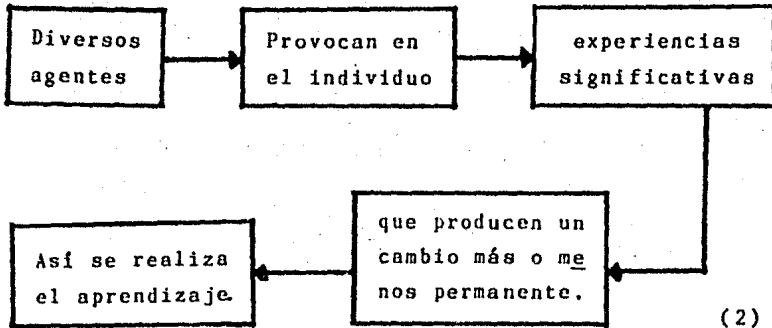 Diversos
agentes
Provocan en
el individuo
experiencias
significativas
que producen un
cambio más o me
nos permanente.
Así se realiza
el aprendizaje.
(2)